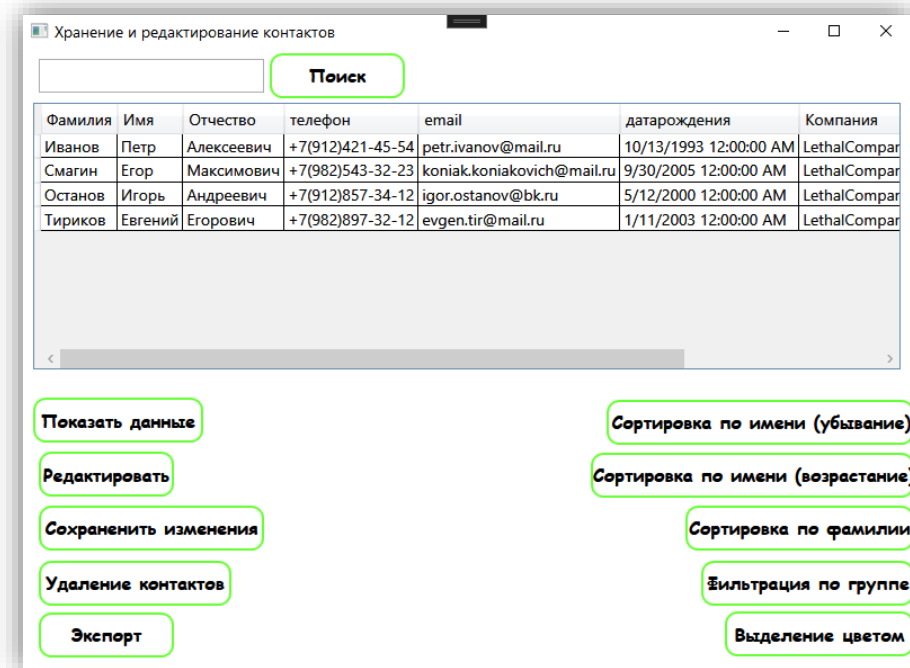 Хранение и редактирование контактов
Поиск
Фамилия Имя Отчество телефон email датарождения Компания
Иванов Петр Алексеевич +7(912)421-45-54 petr.ivanov@mail.ru 10/13/1993 12:00:00 AM LethalCompar
Смагин Егор Максимович +7(982)543-32-23 koniak.koniakovich@mail.ru 9/30/2005 12:00:00 AM LethalCompar
Останов Игорь Андреевич +7(912)857-34-12 igor.ostanov@bk.ru 5/12/2000 12:00:00 AM LethalCompar
Тириков Евгений Егорович +7(982)897-32-12 evgen.tir@mail.ru 1/11/2003 12:00:00 AM LethalCompar
Показать данные
Сортировка по имени (убывание)
Редактировать
Сортировка по имени (возрастание)
Сохраненить изменения
Сортировка по фамилии
Удаление контактов
Фильтрация по группе
Экспорт
Выделение цветом